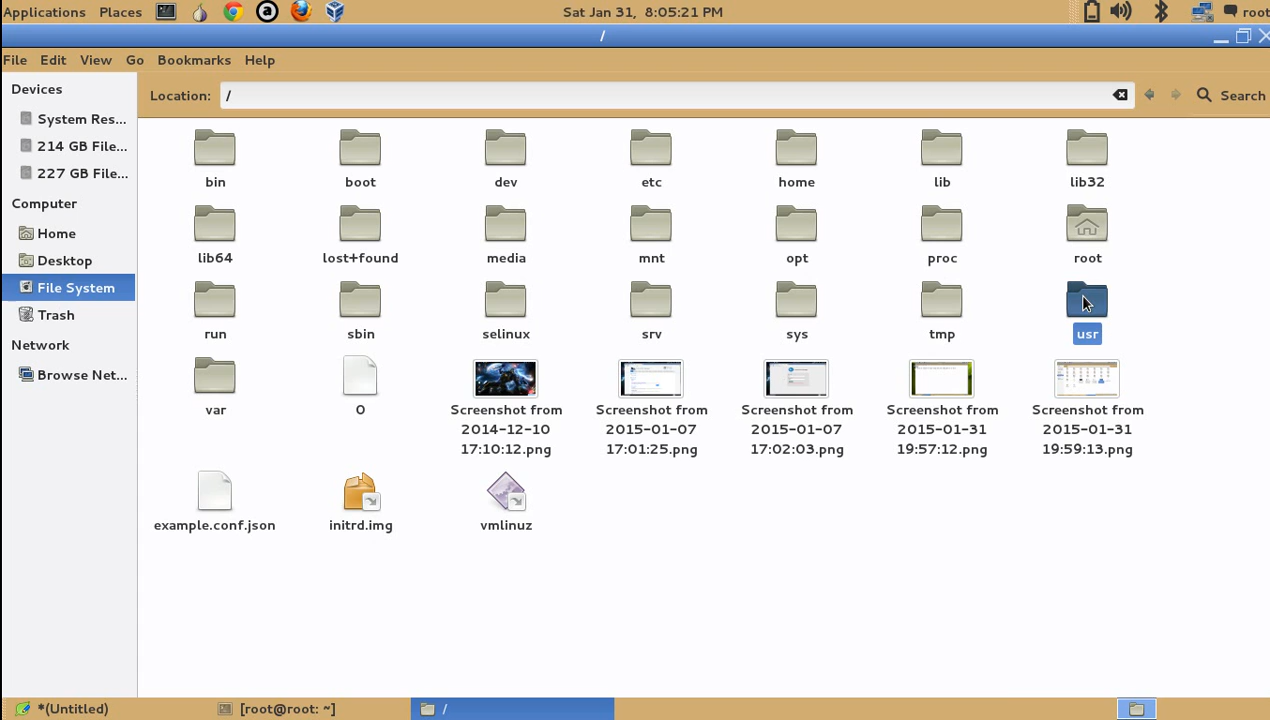 Applications Places Sat Jan 31, 8:05:21 PM root
/
File Edit View Go Bookmarks Help
Devices
Location: / Search
System Res...
214 GB File...
227 GB File...
Computer
Home
Desktop
File System
Trash
Network
Browse Net...
bin boot dev etc home lib lib32
lib64 lost+found media mnt opt proc root
run sbin selinux srv sys tmp usr
var O Screenshot from Screenshot from Screenshot from Screenshot from Screenshot from
2014-12-10 2015-01-07 2015-01-07 2015-01-31 2015-01-31
17:10:12.png 17:01:25.png 17:02:03.png 19:57:12.png 19:59:13.png
example.conf.json initrd.img vmlinuz
*(Untitled) [root@root: ~] /